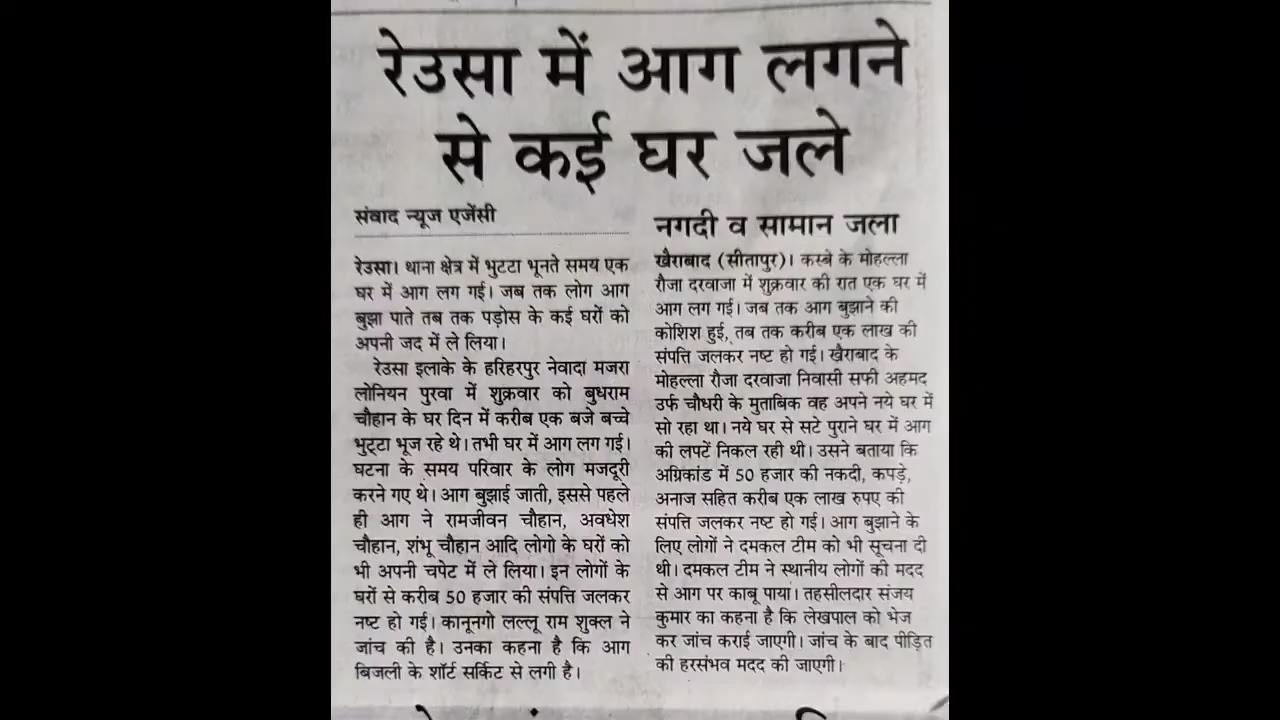 रेउसा में आग लगने
से कई घर जले
संवाद न्यूज एजेंसी
रेउसा। थाना क्षेत्र में भुटटा भूनते समय एक
घर में आग लग गई। जब तक लोग आग
बुझा पाते तब तक पड़ोस के कई घरों को
अपनी जद में ले लिया।
रेउसा इलाके के हरिहरपुर नेवादा मजरा
लोनियन पुरवा में शुक्रवार को बुधराम
चौहान के घर दिन में करीब एक बजे बच्चे
भुट्टा भूज रहे थे। तभी घर में आग लग गई।
घटना के समय परिवार के लोग मजदूरी
करने गए थे। आग बुझाई जाती, इससे पहले
ही आग ने रामजीवन चौहान, अवधेश
चौहान, शंभू चौहान आदि लोगो के घरों को
भी अपनी चपेट में ले लिया। इन लोगों के
घरों से करीब 50 हजार की संपत्ति जलकर
नष्ट हो गई। कानूनगो लल्लू राम शुक्ल ने
जांच की है। उनका कहना है कि आग
बिजली के शॉर्ट सर्किट से लगी है।
नगदी व सामान जला
खैराबाद (सीतापुर)। कस्बे के मोहल्ला
रौजा दरवाजा में शुक्रवार की रात एक घर में
आग लग गई। जब तक आग बुझाने की
कोशिश हुई, तब तक करीब एक लाख की
संपत्ति जलकर नष्ट हो गई। खैराबाद के
मोहल्ला रौजा दरवाजा निवासी सफी अहमद
उर्फ चौधरी के मुताबिक वह अपने नये घर में
सो रहा था। नये घर से सटे पुराने घर में आग
की लपटें निकल रही थी। उसने बताया कि
अग्रिकांड में 50 हजार की नकदी, कपड़े,
अनाज सहित करीब एक लाख रुपए की
संपत्ति जलकर नष्ट हो गई। आग बुझाने के
लिए लोगों ने दमकल टीम को भी सूचना दी
थी। दमकल टीम ने स्थानीय लोगों की मदद
से आग पर काबू पाया। तहसीलदार संजय
कुमार का कहना है कि लेखपाल को भेज
कर जांच कराई जाएगी। जांच के बाद पीड़ित
की हरसंभव मदद की जाएगी।